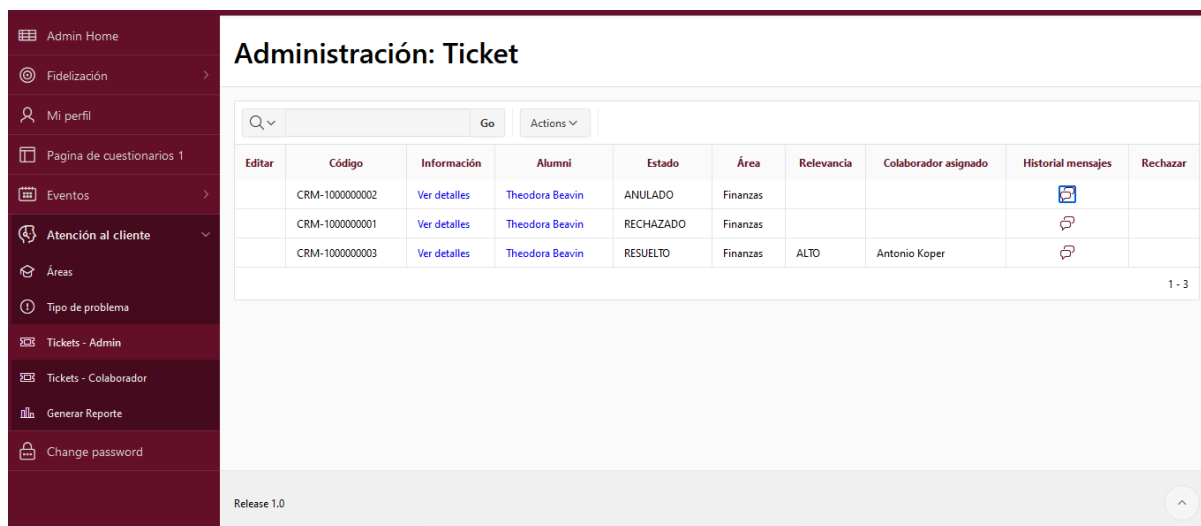 Admin Home
Fidelización
Mi perfil
Pagina de cuestionarios 1
Eventos
Atención al cliente
Áreas
Tipo de problema
Tickets - Admin
Tickets - Colaborador
Generar Reporte
Change password
Administración: Ticket
Go Actions
Editar Código Información Alumni Estado Área Relevancia Colaborador asignado Historial mensajes Rechazar
CRM-1000000002 Ver detalles Theodora Beavin ANULADO Finanzas
CRM-1000000001 Ver detalles Theodora Beavin RECHAZADO Finanzas
CRM-1000000003 Ver detalles Theodora Beavin RESUELTO Finanzas ALTO Antonio Koper
1 - 3
Release 1.0